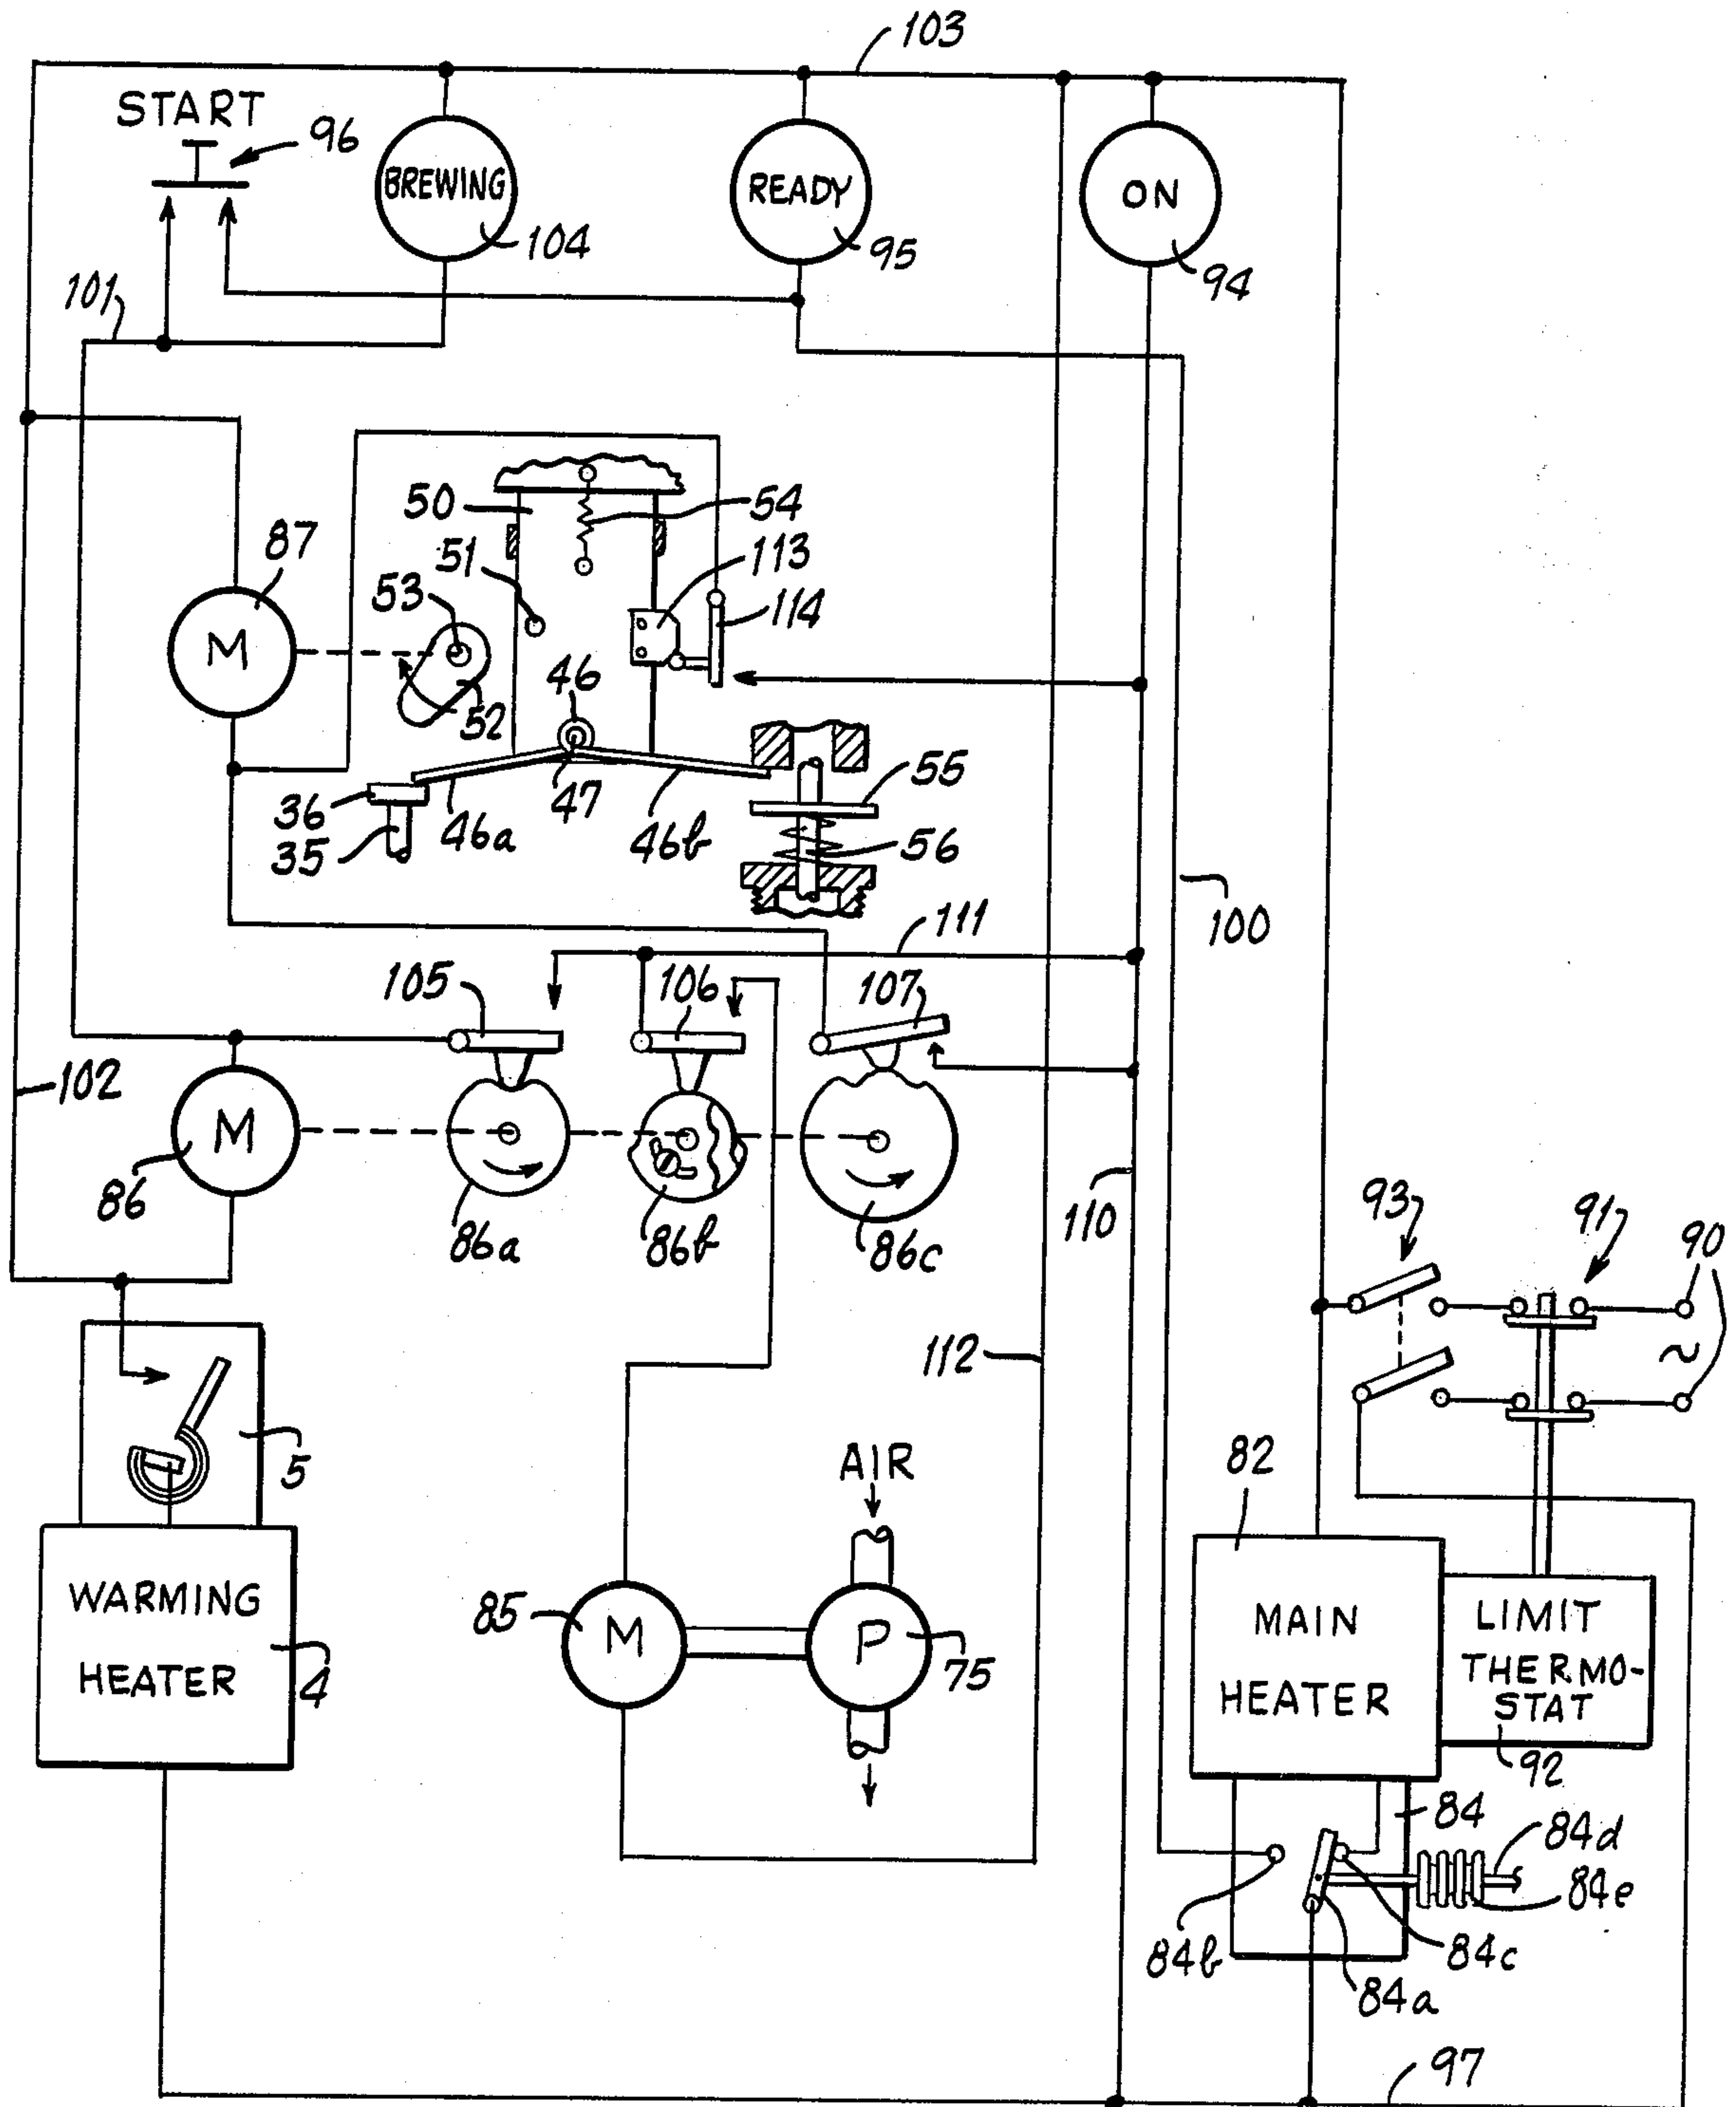 103
START
96
BREWING
104
READY
95
ON
94
101
50
54
51
113
87
53
114
M
46
52
55
36
47
46a
46b
56
35
100
111
105
106
107
102
M
86
86a
86b
86c
110
93
91
90
112
~
5
AIR
82
WARMING
HEATER
4
85
M
P
75
MAIN
HEATER
LIMIT
THERMO-
STAT
92
84
84d
84e
84b
84c
84a
97